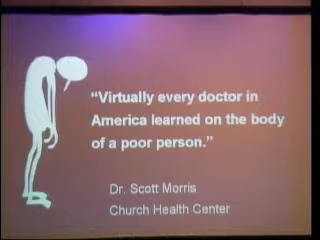 “Virtually every doctor in
America learned on the body
of a poor person.”
Dr. Scott Morris
Church Health Center